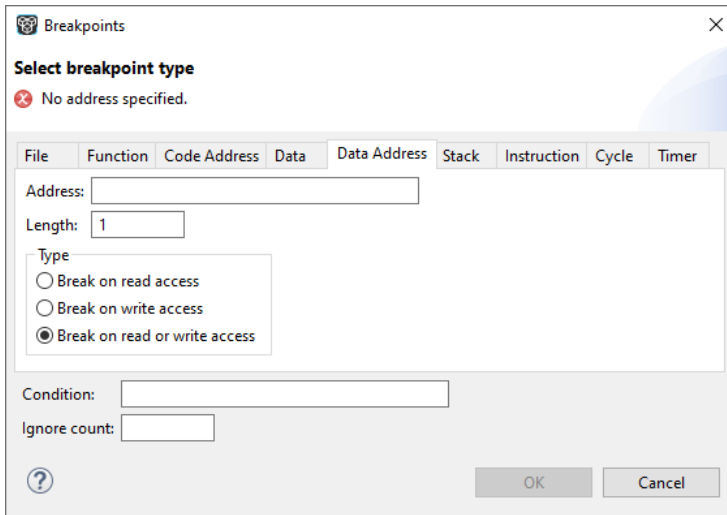 Breakpoints
Select breakpoint type
No address specified.
File Function Code Address Data Data Address Stack Instruction Cycle Timer
Address:
Length: 1
Type
Break on read access
Break on write access
Break on read or write access
Condition:
Ignore count:
? OK Cancel